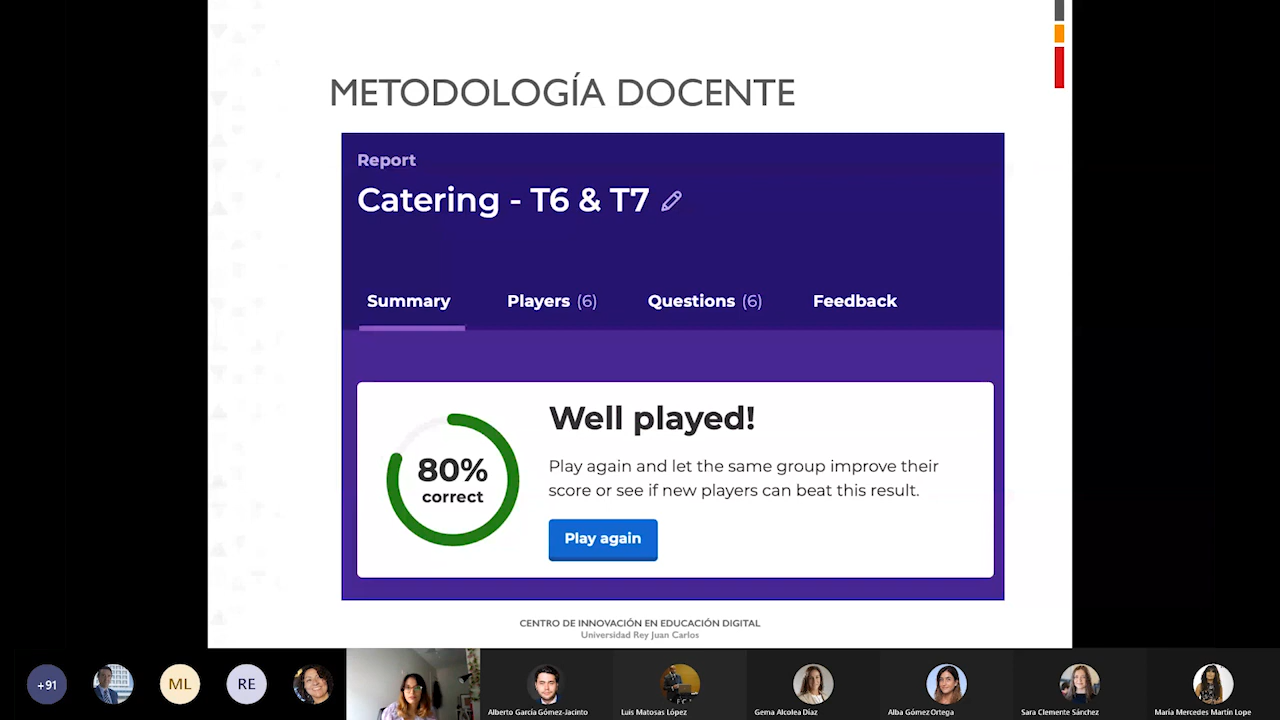 METODOLOGÍA DOCENTE
Report
Catering - T6 & T7
Summary
Players (6)
Questions (6)
Feedback
80%
correct
Well played!
Play again and let the same group improve their
score or see if new players can beat this result.
Play again
CENTRO DE INNOVACIÓN EN EDUCACIÓN DIGITAL
Universidad Rey Juan Carlos
+91
ML
RE
Alberto García Gómez-Jacinto
Luis Matosas López
Gema Alcolea Díaz
Alba Gómez Ortega
Sara Clemente Sánchez
María Mercedes Martín Lope